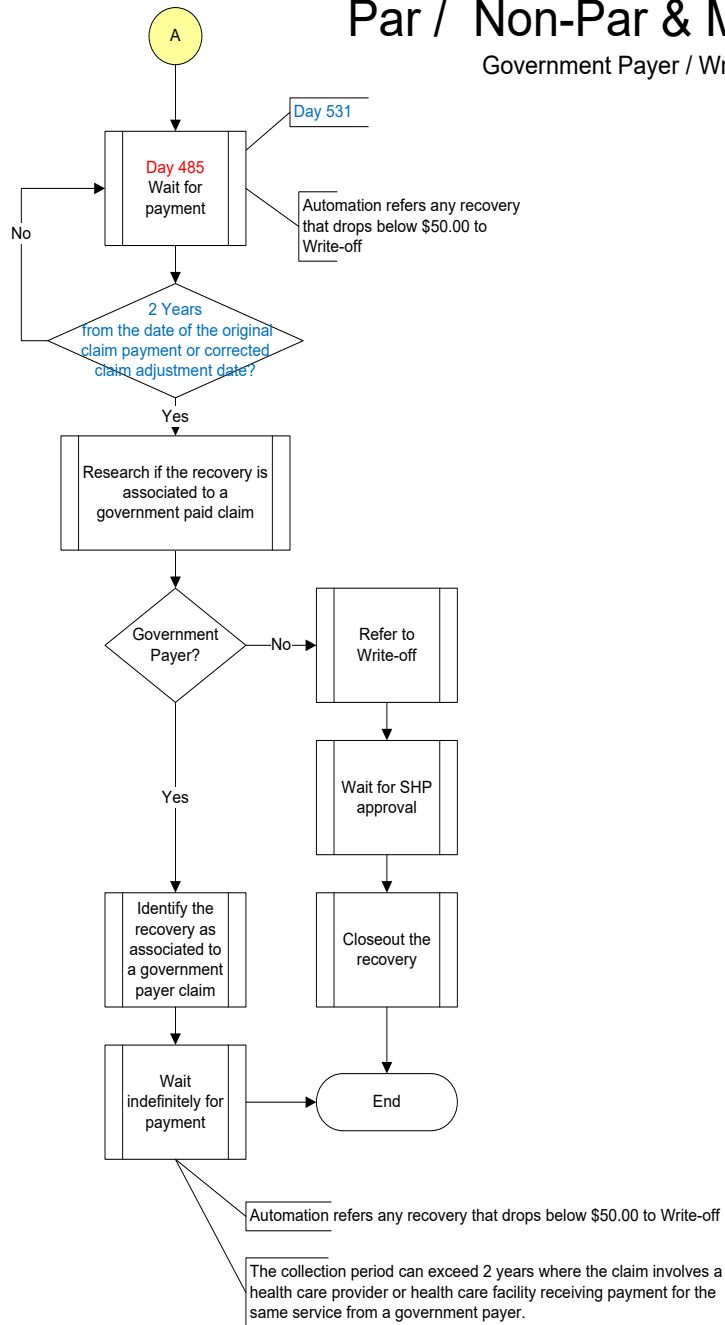 Par / Non-Par & M
Government Payer / Wr
A
Day 531
Day 485
Wait for
payment
Automation refers any recovery
that drops below $50.00 to
Write-off
No
2 Years
from the date of the original
claim payment or corrected
claim adjustment date?
Yes
Research if the recovery is
associated to a
government paid claim
Government
Payer?
No
Refer to
Write-off
Wait for SHP
approval
Yes
Identify the
recovery as
associated to
a government
payer claim
Closeout the
recovery
Wait
indefinitely for
payment
End
Automation refers any recovery that drops below $50.00 to Write-off
The collection period can exceed 2 years where the claim involves a
health care provider or health care facility receiving payment for the
same service from a government payer.